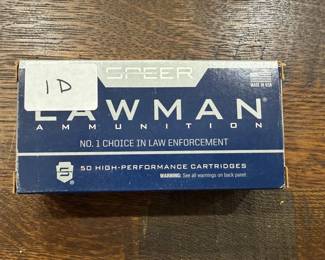 SPEER
MADE IN USA
1D
LAWMAN
AMMUNITION
NO. 1 CHOICE IN LAW ENFORCEMENT
50 HIGH-PERFORMANCE CARTRIDGES
WARNING: See all warnings on back panel.
S